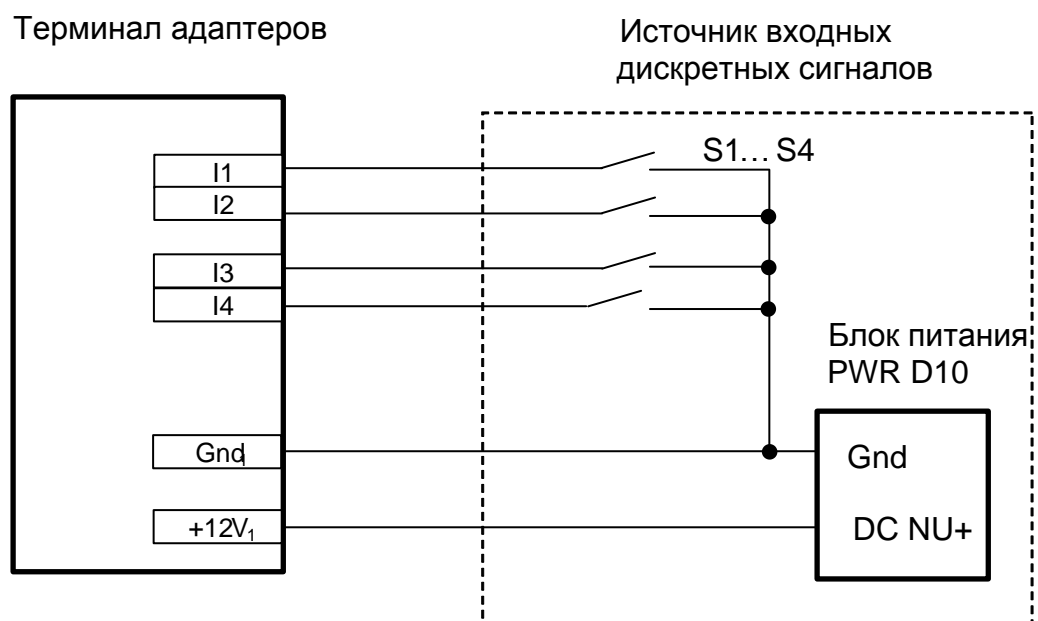 Терминал адаптеров
Источник входных
дискретных сигналов
S1… S4
I1
I2
I3
I4
Блок питания
PWR D10
Gnd1
Gnd
+12V1
DC NU+